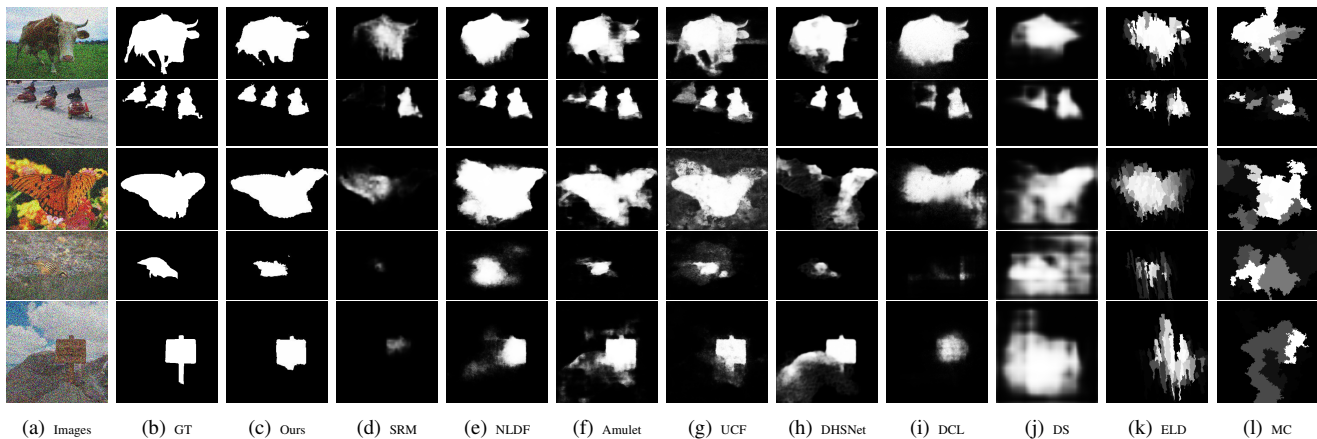 (a) Images (b) GT (c) Ours (d) SRM (e) NLDF (f) Amulet (g) UCF (h) DHSNet (i) DCL (j) DS (k) ELD (l) MC